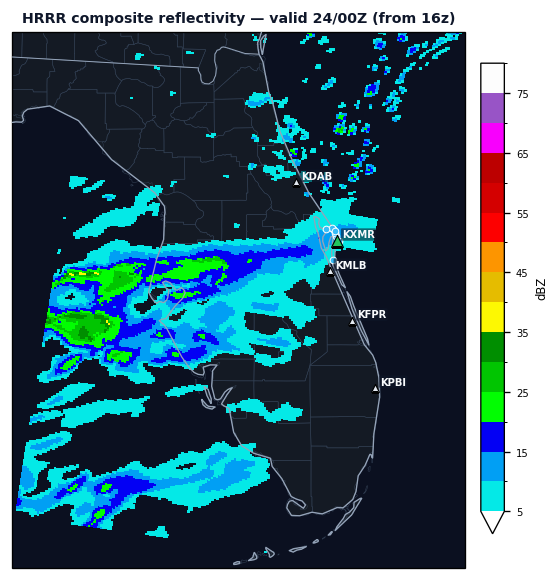 HRRR composite reflectivity — valid 24/00Z (from 16z)
KDAB
KXMR
KMLB
KFPR
KPBI
75
65
55
45
35
25
15
5
dBZ